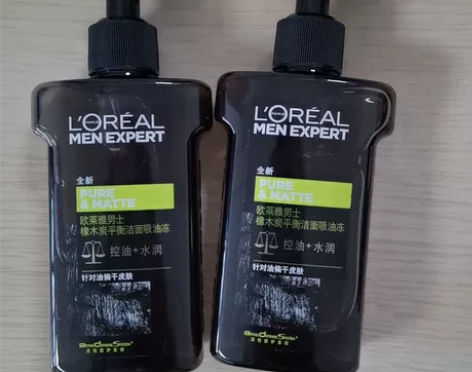 L'ORÉAL
PARIS
MEN EXPERT
全新
PURE
& MATTE
欧莱雅男士
橡木炭平衡洁面吸油冻
控油+水润
针对油偏干皮肤
L'ORÉAL
MEN EXPERT
全新
PURE
& MATTE
欧莱雅男士
橡木炭平衡洁面吸油冻
控油+水润
针对油偏干皮肤